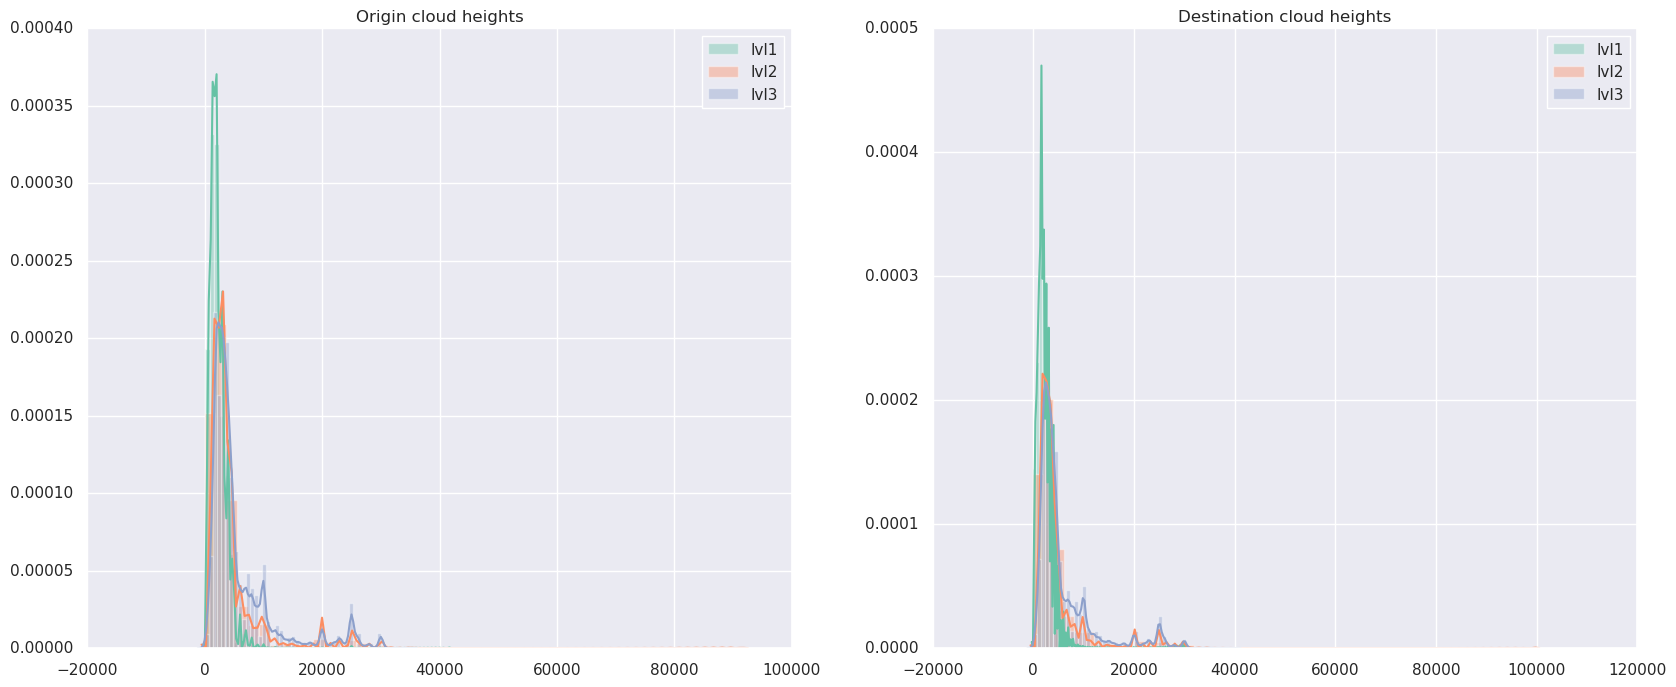 Origin cloud heights
0.00040
0.00035
0.00030
0.00025
0.00020
0.00015
0.00010
0.00005
0.00000
−20000 0 20000 40000 60000 80000 100000
lvl1
lvl2
lvl3
Destination cloud heights
0.0005
0.0004
0.0003
0.0002
0.0001
0.0000
−20000 0 20000 40000 60000 80000 100000 120000
lvl1
lvl2
lvl3